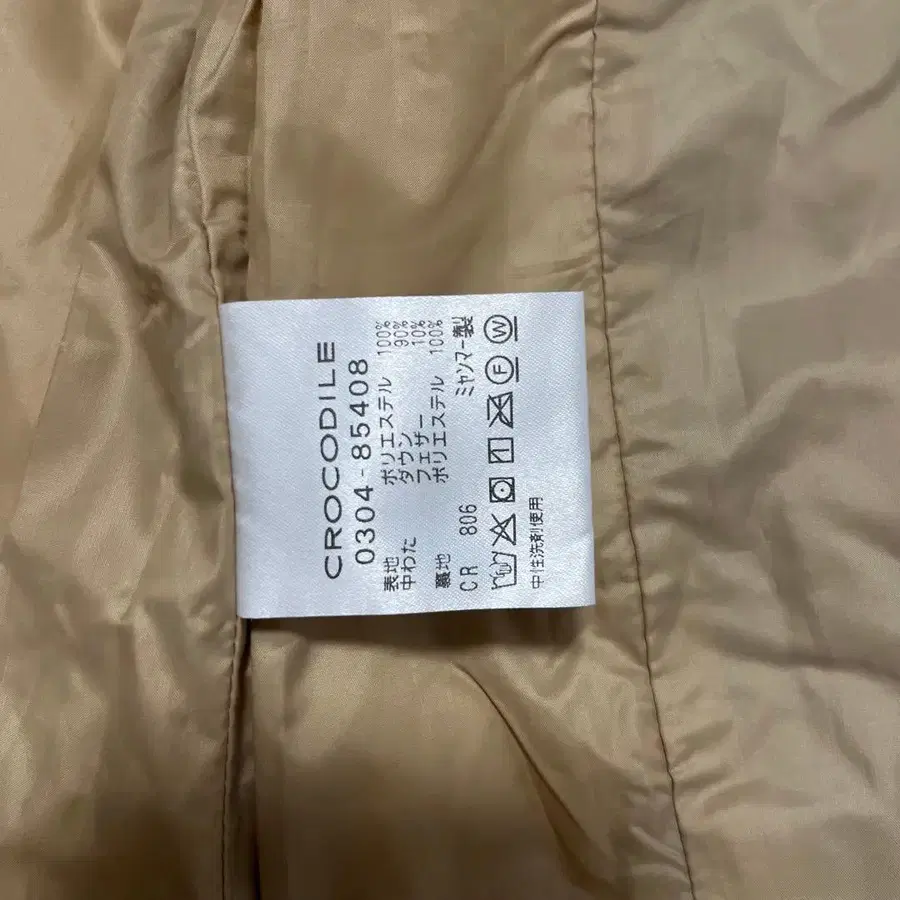 CROCODILE
0304-85408
表地 ポリエステル 100%
中わた ダウン 90%
フェザー 10%
裏地 ポリエステル 100%
CR 806 ミャンマー製
W F
中性洗剤使用